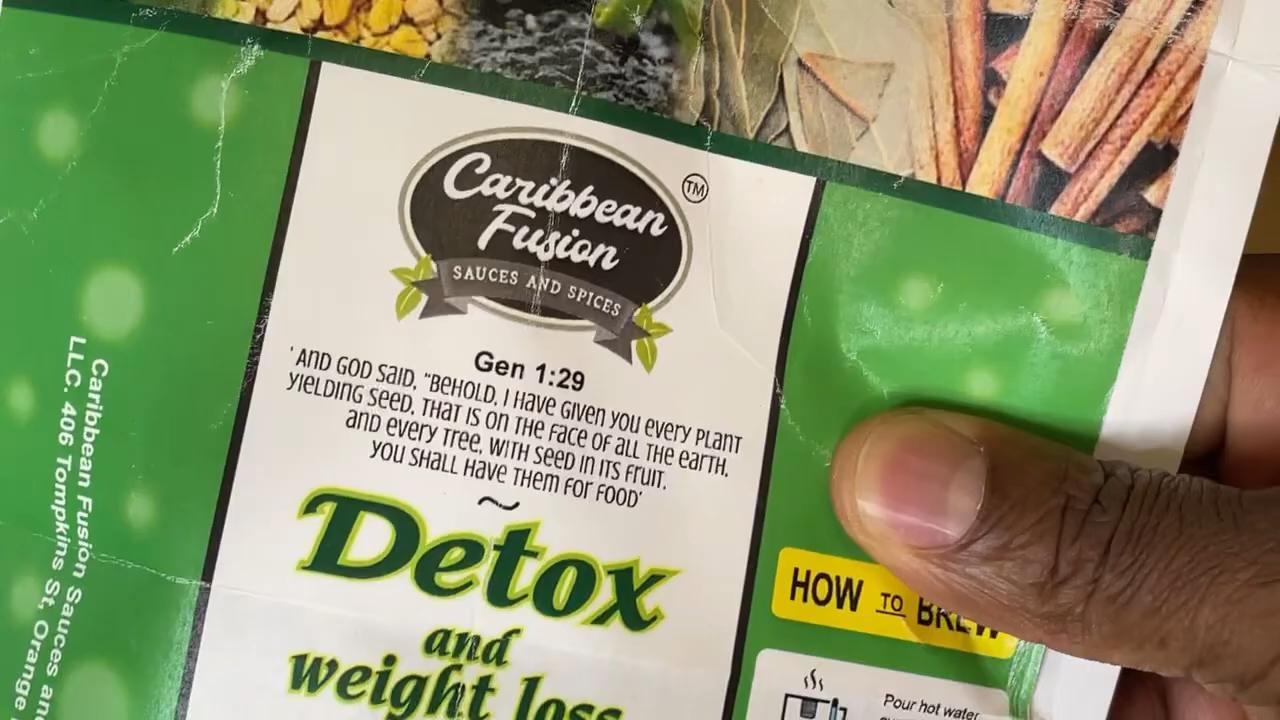 Caribbean
Fusion
TM
SAUCES AND SPICES
Gen 1:29
'AND GOD SAID, "BEHOLD, I HAVE GIVEN YOU EVERY PLANT
YIELDING SEED, THAT IS ON THE FACE OF ALL THE EARTH,
AND EVERY TREE, WITH SEED IN ITS FRUIT.
YOU SHALL HAVE THEM FOR FOOD'
~
Detox
and
weight loss
Caribbean Fusion Sauces and
LLC. 406 Tompkins St, Orange
HOW TO BREW
Pour hot water